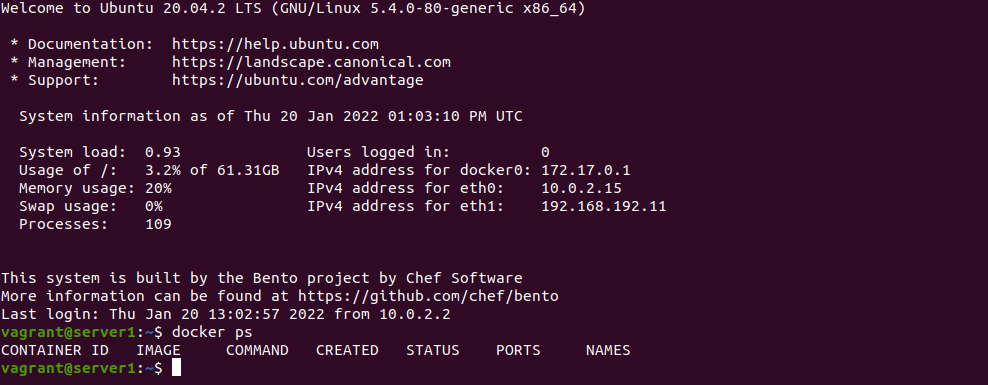 Welcome to Ubuntu 20.04.2 LTS (GNU/Linux 5.4.0-80-generic x86_64)

 * Documentation:  https://help.ubuntu.com
 * Management:     https://landscape.canonical.com
 * Support:        https://ubuntu.com/advantage

  System information as of Thu 20 Jan 2022 01:03:10 PM UTC

  System load:  0.93              Users logged in:          0
  Usage of /:   3.2% of 61.31GB   IPv4 address for docker0: 172.17.0.1
  Memory usage: 20%               IPv4 address for eth0:    10.0.2.15
  Swap usage:   0%                IPv4 address for eth1:    192.168.192.11
  Processes:    109

This system is built by the Bento project by Chef Software
More information can be found at https://github.com/chef/bento
Last login: Thu Jan 20 13:02:57 2022 from 10.0.2.2
vagrant@server1:~$ docker ps
CONTAINER ID   IMAGE     COMMAND   CREATED   STATUS    PORTS     NAMES
vagrant@server1:~$